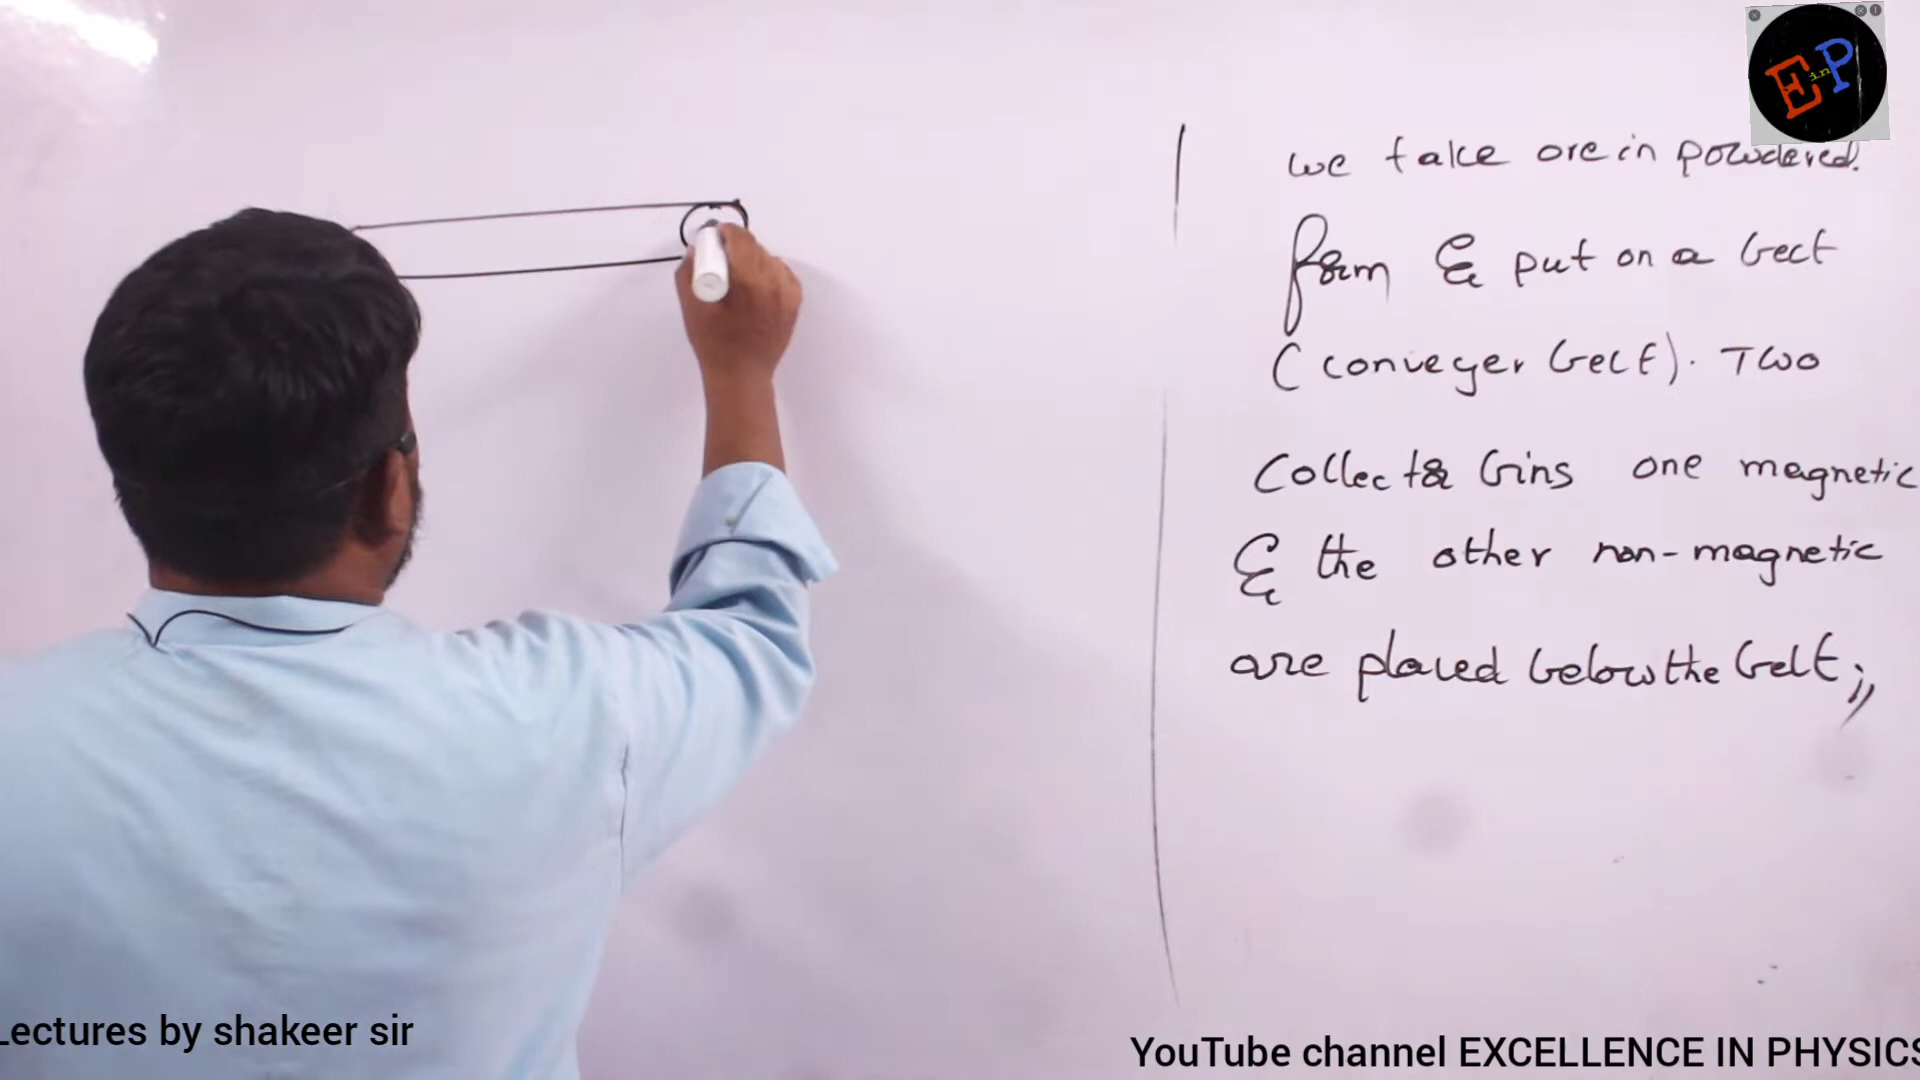 E in P
we take ore in powdered.
form & put on a belt
(conveyer belt). Two
Collector bins one magnetic
& the other non-magnetic
are placed below the belt;,,
Lectures by shakeer sir
YouTube channel EXCELLENCE IN PHYSICS